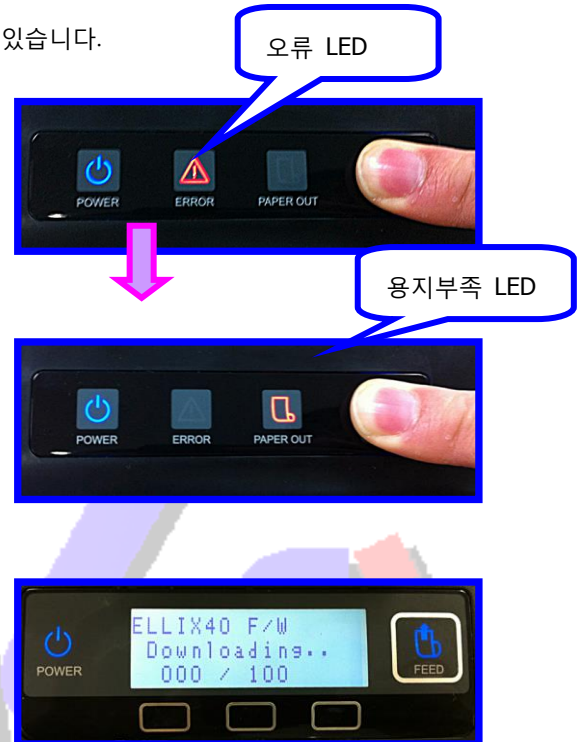 있습니다.
오류 LED
POWER ERROR PAPER OUT
용지부족 LED
POWER ERROR PAPER OUT
ELLIX40 F/W
Downloading..
000 / 100
POWER
FEED